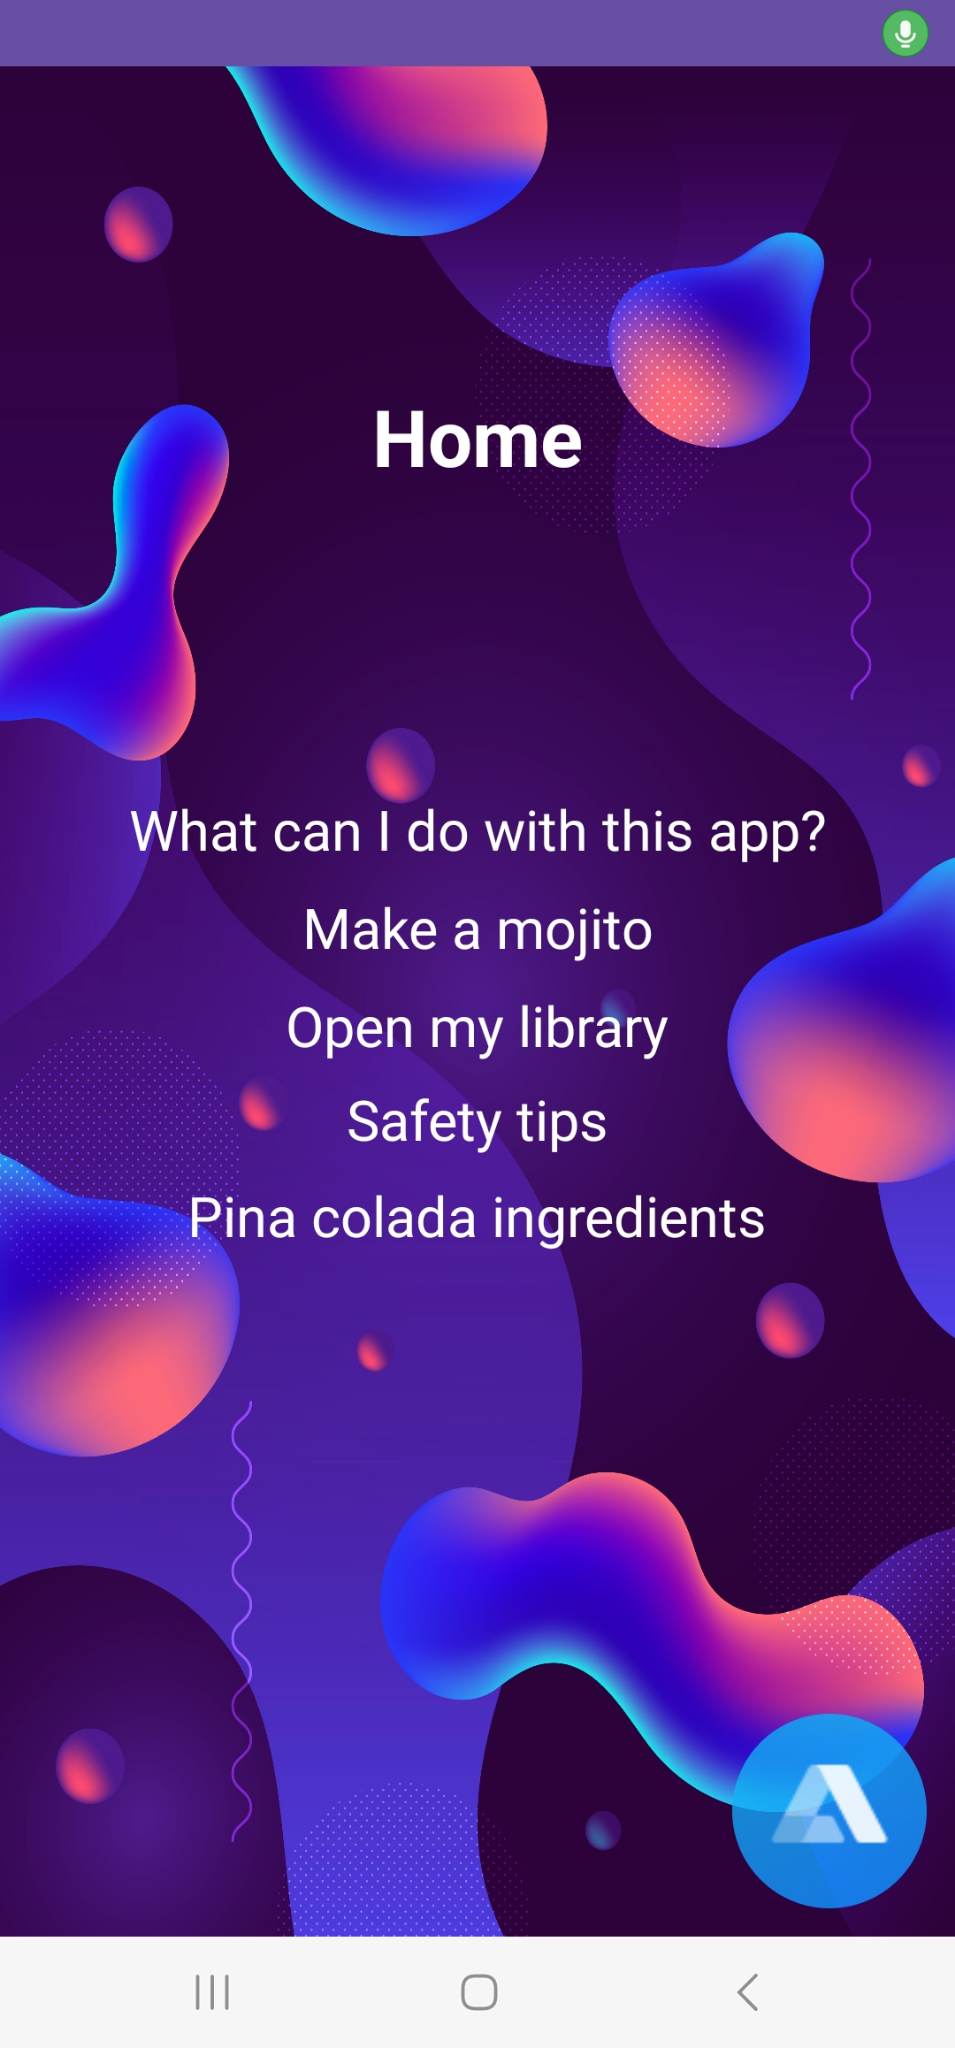 Home
What can I do with this app?
Make a mojito
Open my library
Safety tips
Pina colada ingredients